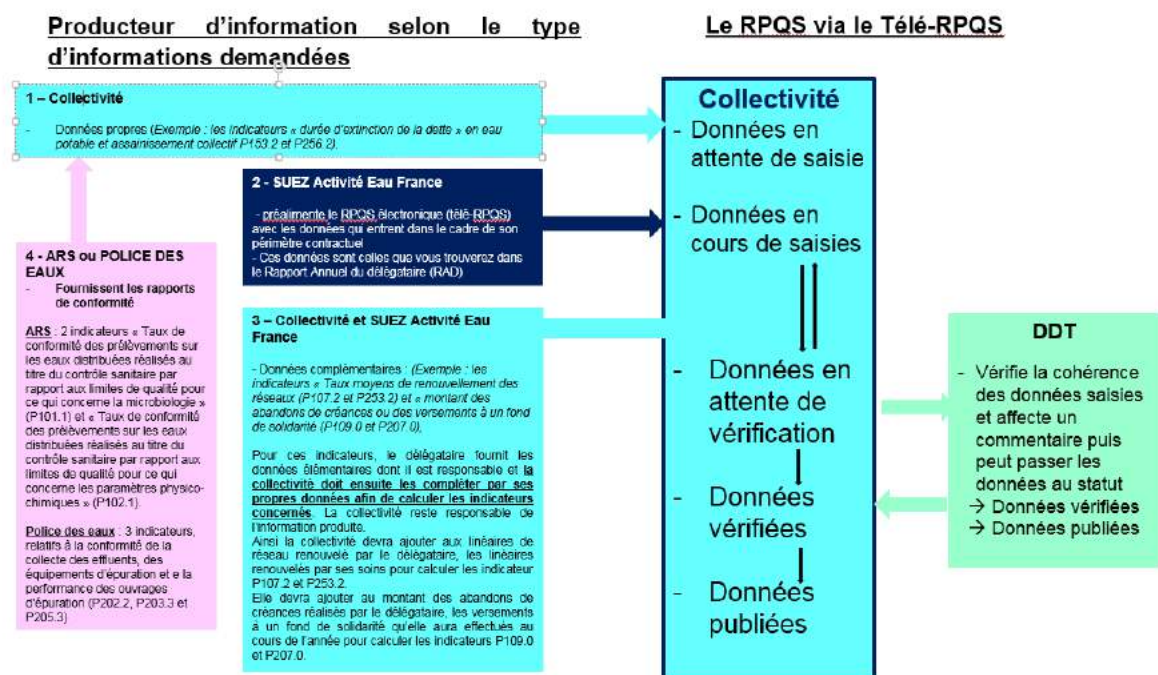 Producteur d'information selon le type
d'informations demandées
Le RPQS via le Télé-RPQS
1 – Collectivité
- Données propres (Exemple : les indicateurs « durée d'extinction de la dette » en eau
potable et assainissement collectif P153.2 et P256.2),
2 - SUEZ Activité Eau France
- préalimente le RPQS électronique (télé-RPQS)
avec les données qui entrent dans le cadre de son
périmètre contractuel
- Ces données sont celles que vous trouverez dans
le Rapport Annuel du délégataire (RAD)
4 - ARS ou POLICE DES
EAUX
- Fournissent les rapports
de conformité
ARS : 2 indicateurs « Taux de
conformité des prélèvements sur
les eaux distribuées réalisés au
titre du contrôle sanitaire par
rapport aux limites de qualité pour
ce qui concerne la microbiologie »
(P101.1) et « Taux de conformité
des prélèvements sur les eaux
distribuées réalisés au titre du
contrôle sanitaire par rapport aux
limites de qualité pour ce qui
concerne les paramètres physico-
chimiques » (P102.1).
Police des eaux : 3 indicateurs,
relatifs à la conformité de la
collecte des effluents, des
équipements d'épuration et e la
performance des ouvrages
d'épuration (P202.2, P203.3 et
P205.3)
3 – Collectivité et SUEZ Activité Eau
France
- Données complémentaires : (Exemple : les
indicateurs « Taux moyens de renouvellement des
réseaux (P107.2 et P253.2) et « montant des
abandons de créances ou des versements à un fond
de solidarité (P109.0 et P207.0),
Pour ces indicateurs, le délégataire fournit les
données élémentaires dont il est responsable et la
collectivité doit ensuite les compléter par ses
propres données afin de calculer les indicateurs
concernés. La collectivité reste responsable de
l'information produite.
Ainsi la collectivité devra ajouter aux linéaires de
réseau renouvelé par le délégataire, les linéaires
renouvelés par ses soins pour calculer les indicateur
P107.2 et P253.2.
Elle devra ajouter au montant des abandons de
créances réalisés par le délégataire, les versements
à un fond de solidarité qu'elle aura effectués au
cours de l'année pour calculer les indicateurs P109.0
et P207.0.
Collectivité
- Données en
attente de saisie
- Données en
cours de saisies
- Données en
attente de
vérification
- Données
vérifiées
- Données
publiées
DDT
- Vérifie la cohérence
des données saisies
et affecte un
commentaire puis
peut passer les
données au statut
→ Données vérifiées
→ Données publiées